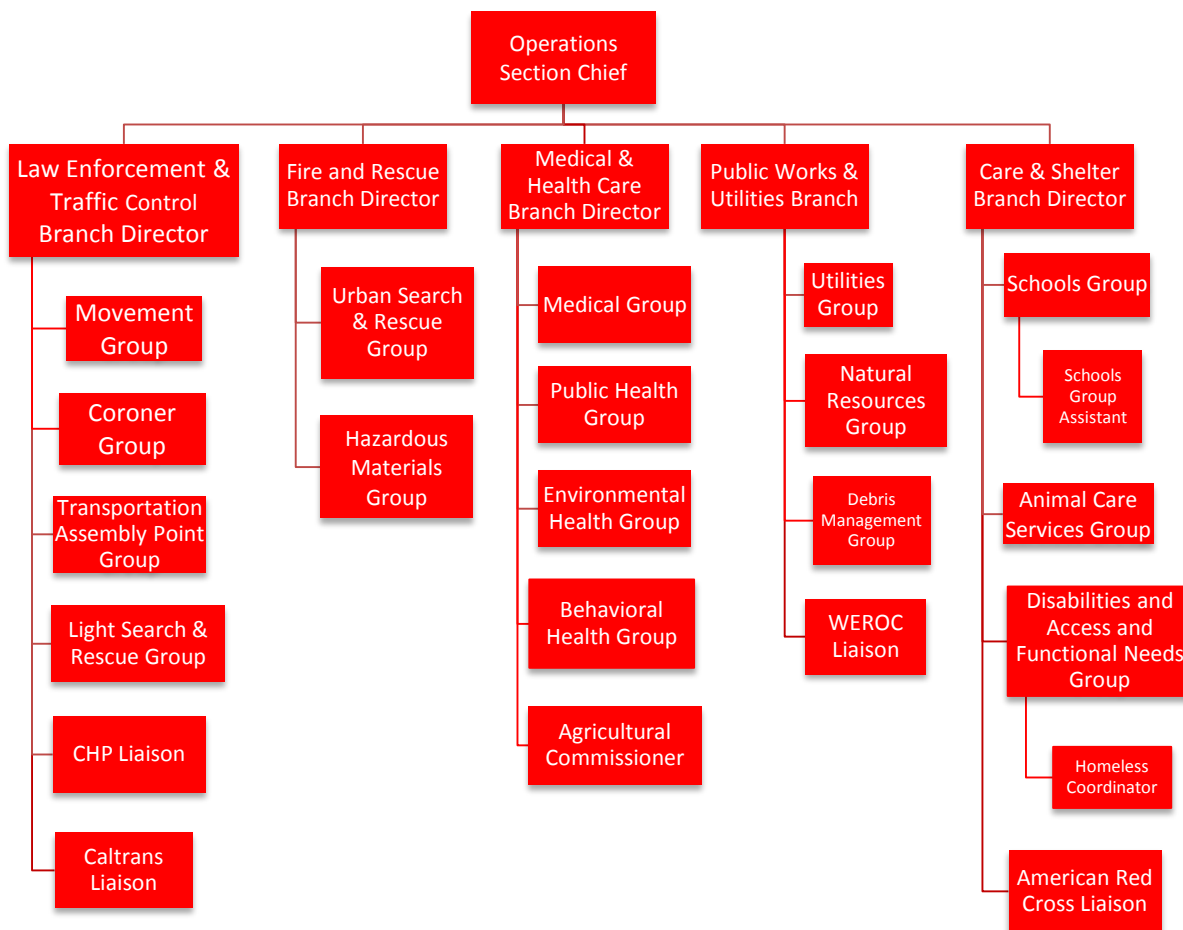 Operations
Section Chief
Law Enforcement &
Traffic Control
Branch Director
Fire and Rescue
Branch Director
Medical &
Health Care
Branch Director
Public Works &
Utilities Branch
Care & Shelter
Branch Director
Movement
Group
Coroner
Group
Transportation
Assembly Point
Group
Light Search &
Rescue Group
CHP Liaison
Caltrans
Liaison
Urban Search
& Rescue
Group
Hazardous
Materials
Group
Medical Group
Public Health
Group
Environmental
Health Group
Behavioral
Health Group
Agricultural
Commissioner
Utilities
Group
Natural
Resources
Group
Debris
Management
Group
WEROC
Liaison
Schools Group
Schools
Group
Assistant
Animal Care
Services Group
Disabilities and
Access and
Functional Needs
Group
Homeless
Coordinator
American Red
Cross Liaison